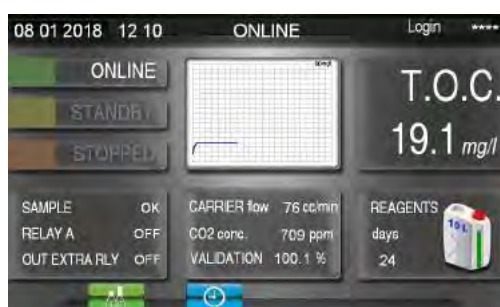 08 01 2018 12 10 ONLINE Login ****
ONLINE
STANDBY
STOPPED
T.O.C.
19.1 mg/l
SAMPLE OK
RELAY A OFF
OUT EXTRA RLY OFF
CARRIER flow 76 cc/min
CO2 conc. 709 ppm
VALIDATION 100.1 %
REAGENTS
days
24
10 L